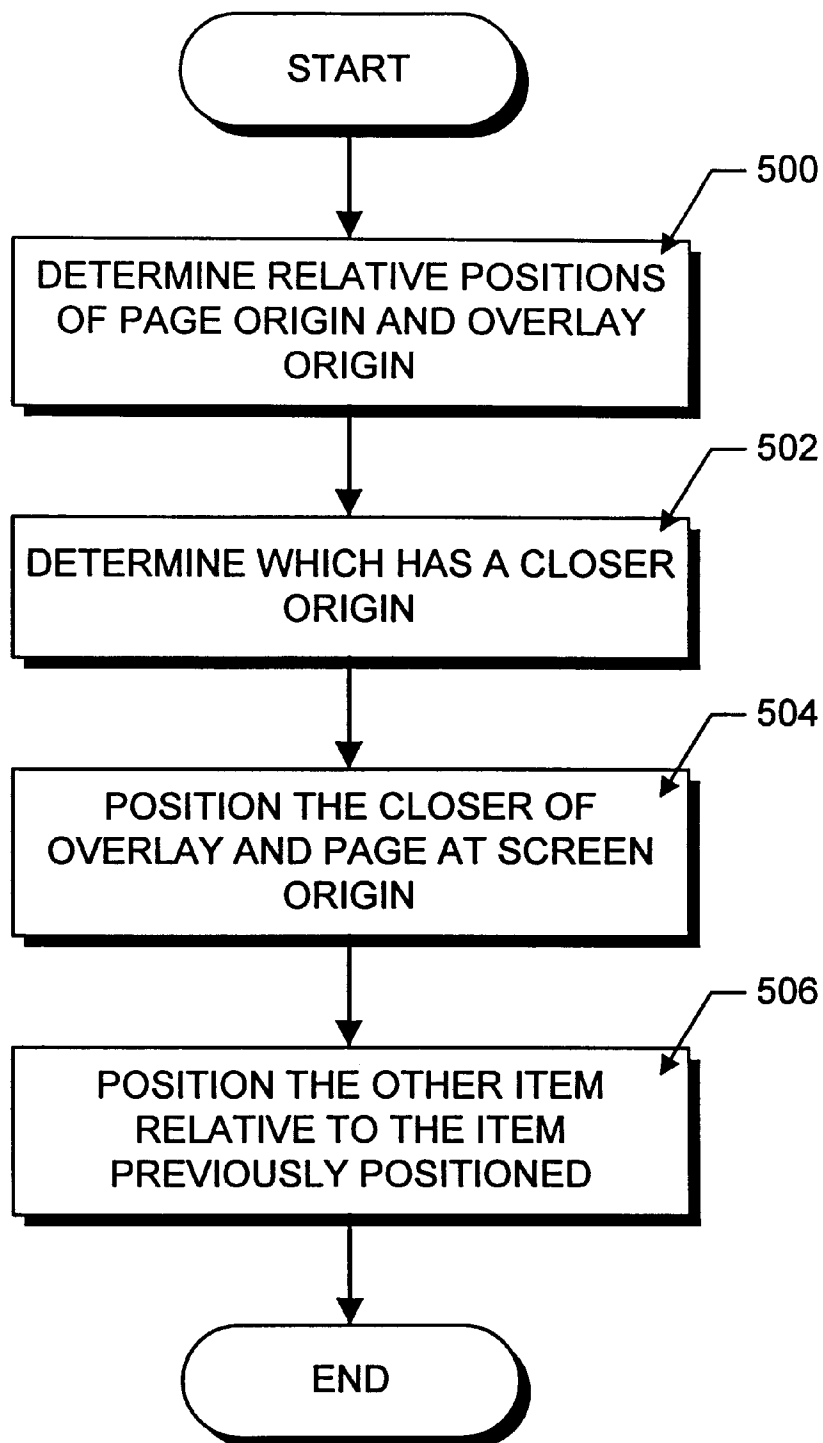 START
500
DETERMINE RELATIVE POSITIONS
OF PAGE ORIGIN AND OVERLAY
ORIGIN
502
DETERMINE WHICH HAS A CLOSER
ORIGIN
504
POSITION THE CLOSER OF
OVERLAY AND PAGE AT SCREEN
ORIGIN
506
POSITION THE OTHER ITEM
RELATIVE TO THE ITEM
PREVIOUSLY POSITIONED
END